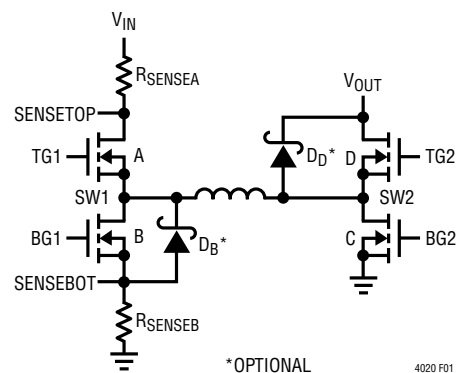 VIN
RSENSEA
SENSETOP
VOUT
TG1
A
DD*
D
TG2
SW1
SW2
BG1
B
DB*
C
BG2
SENSEBOT
RSENSEB
*OPTIONAL
4020 F01